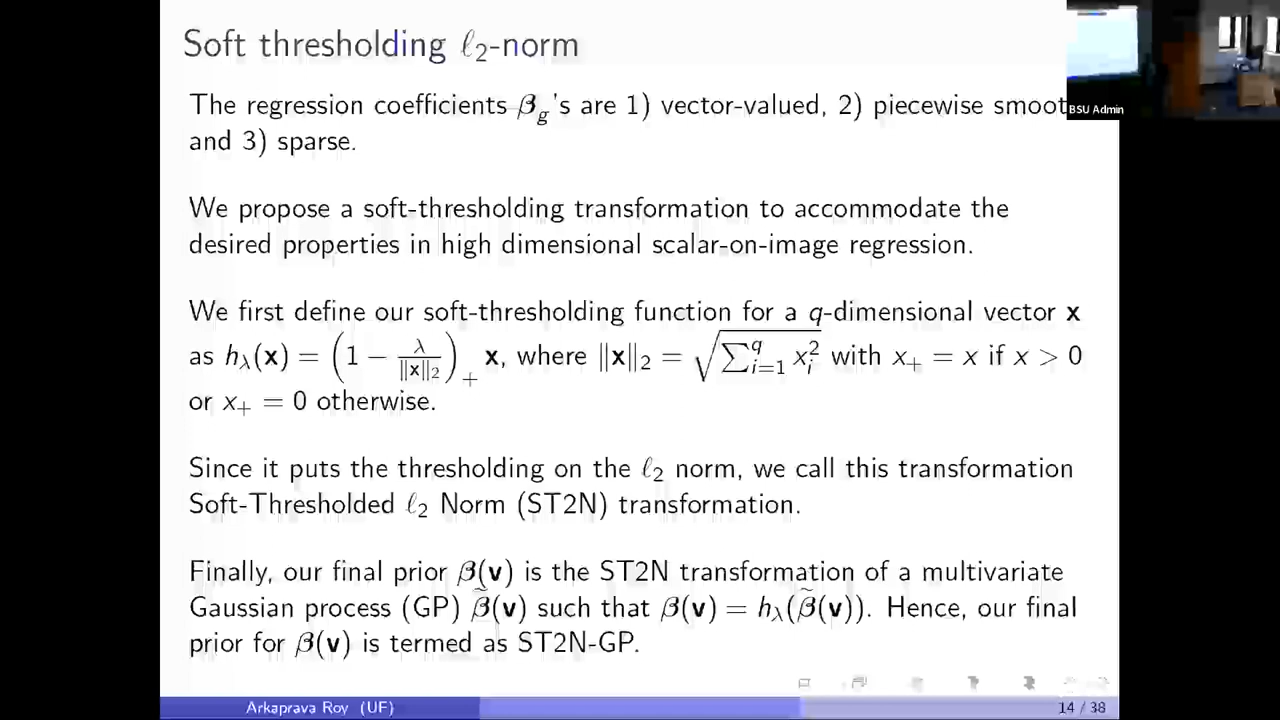 Soft thresholding ℓ₂-norm
The regression coefficients β_g's are 1) vector-valued, 2) piecewise smoot
BSU Admin
and 3) sparse.
We propose a soft-thresholding transformation to accommodate the
desired properties in high dimensional scalar-on-image regression.
We first define our soft-thresholding function for a q-dimensional vector x
as h_λ(x) = (1 − λ/‖x‖₂)₊ x, where ‖x‖₂ = √(∑_{i=1}^q x_i²) with x₊ = x if x > 0
or x₊ = 0 otherwise.
Since it puts the thresholding on the ℓ₂ norm, we call this transformation
Soft-Thresholded ℓ₂ Norm (ST2N) transformation.
Finally, our final prior β(v) is the ST2N transformation of a multivariate
Gaussian process (GP) β̃(v) such that β(v) = h_λ(β̃(v)). Hence, our final
prior for β(v) is termed as ST2N-GP.
Arkaprava Roy (UF)
14 / 38